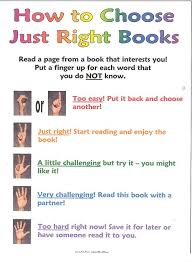 How to Choose
Just Right Books
Read a page from a book that interests you!
Put a finger up for each word that
you do NOT know.
or
Too easy! Put it back and choose
another!
Just right! Start reading and enjoy the
book!
A little challenging but try it – you might
like it!
Very challenging! Read this book with a
partner!
Too hard right now! Save it for later
or have someone read it to you.